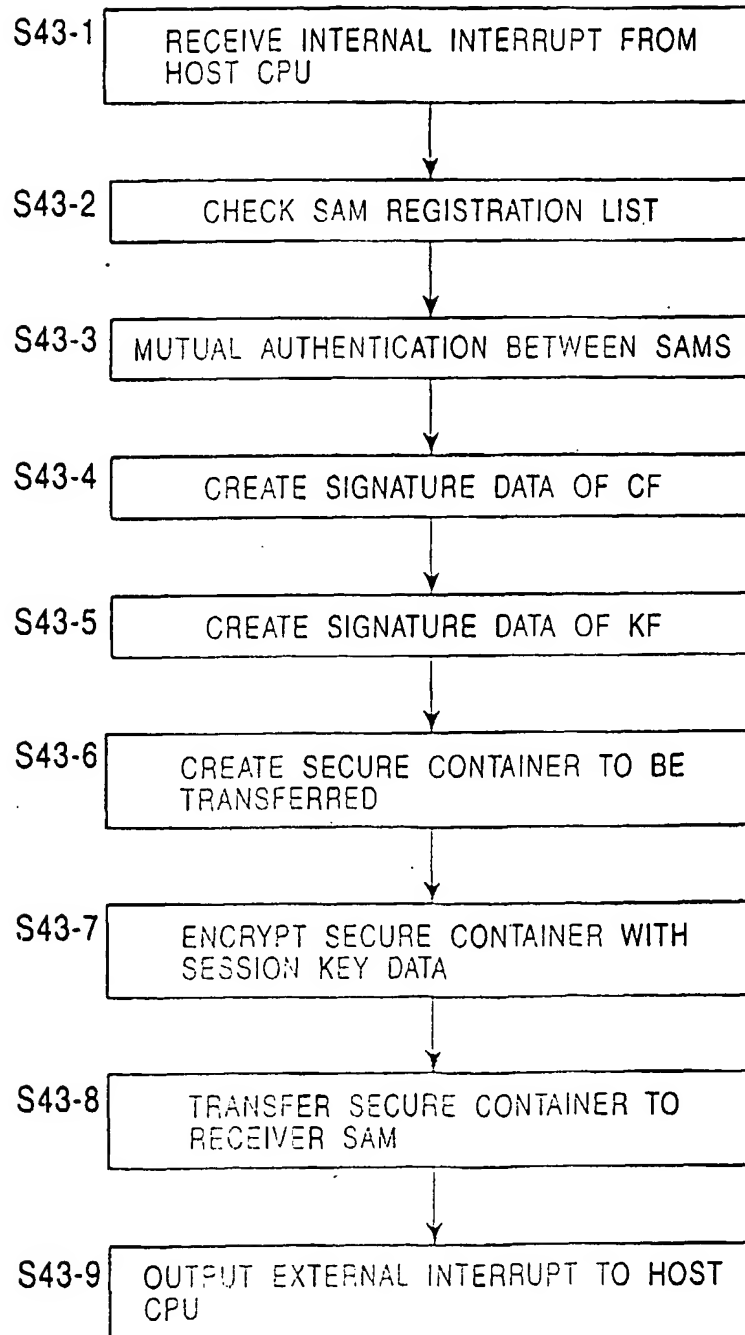 S43-1
RECEIVE INTERNAL INTERRUPT FROM
HOST CPU
S43-2
CHECK SAM REGISTRATION LIST
S43-3
MUTUAL AUTHENTICATION BETWEEN SAMS
S43-4
CREATE SIGNATURE DATA OF CF
S43-5
CREATE SIGNATURE DATA OF KF
S43-6
CREATE SECURE CONTAINER TO BE
TRANSFERRED
S43-7
ENCRYPT SECURE CONTAINER WITH
SESSION KEY DATA
S43-8
TRANSFER SECURE CONTAINER TO
RECEIVER SAM
S43-9
OUTPUT EXTERNAL INTERRUPT TO HOST
CPU